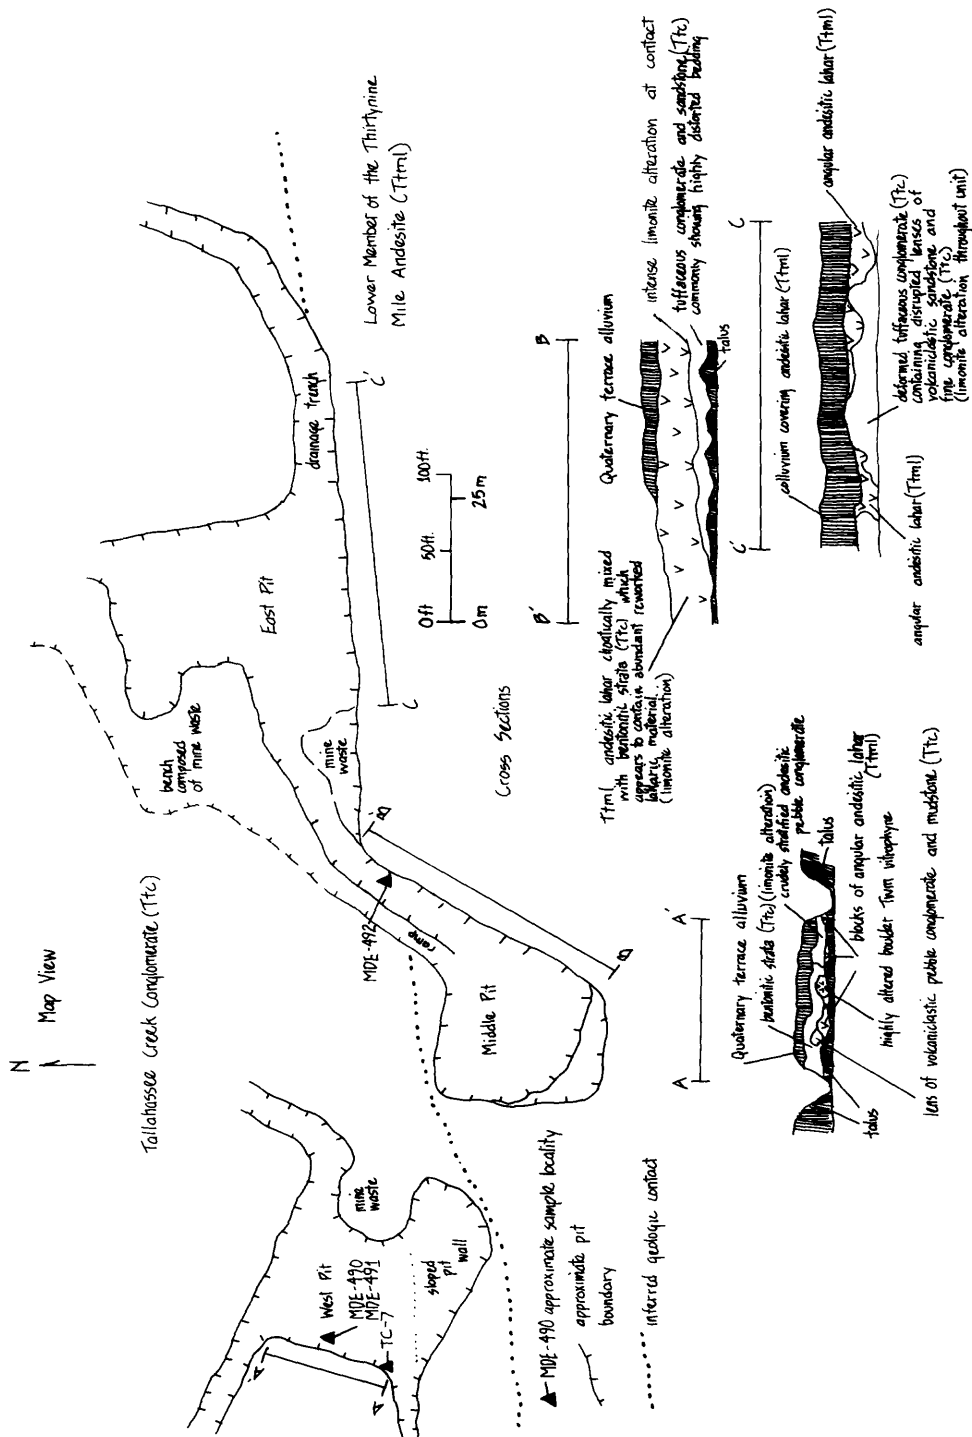 N
Map View
Tallahassee Creek Conglomerate (Ttc)
West Pit
MDE-490
MDE-491
TC-7
A'
A
mine
waste
sloped
pit
wall
MDE-492
ramp
Middle Pit
B'
B
bench
composed
of mine waste
mine
waste
East Pit
drainage trench
C
C'
Lower Member of the Thirtynine
Mile Andesite (Ttml)
0ft
50ft.
100ft.
0m
25m
MDE-490 approximate sample locality
approximate pit
boundary
inferred geologic contact
Cross Sections
A
A'
Quaternary terrace alluvium
bentonitic strata (Ttc)(limonite alteration)
crudely stratified andesitic
pebble conglomerate
talus
talus
blocks of angular andesitic lahar
(Ttml)
highly altered boulder Twm vitrophyre
lens of volcaniclastic pebble conglomerate and mudstone (Ttc)
B'
B
Ttml andesitic lahar choatically mixed
with bentonitic strata (Ttc) which
appears to contain abundant reworked
laharic material
(limonite alteration)
Quaternary terrace alluvium
intense limonite alteration at contact
tuffaceous conglomerate and sandstone (Ttc)
commonly showing highly distorted bedding
talus
C'
C
colluvium covering andesitic lahar (Ttml)
angular andesitic lahar (Ttml)
angular andesitic lahar (Ttml)
deformed tuffaceous conglomerate (Ttc)
containing disrupted lenses of
volcaniclastic sandstone and
fine conglomerate (Ttc)
(limonite alteration throughout unit)